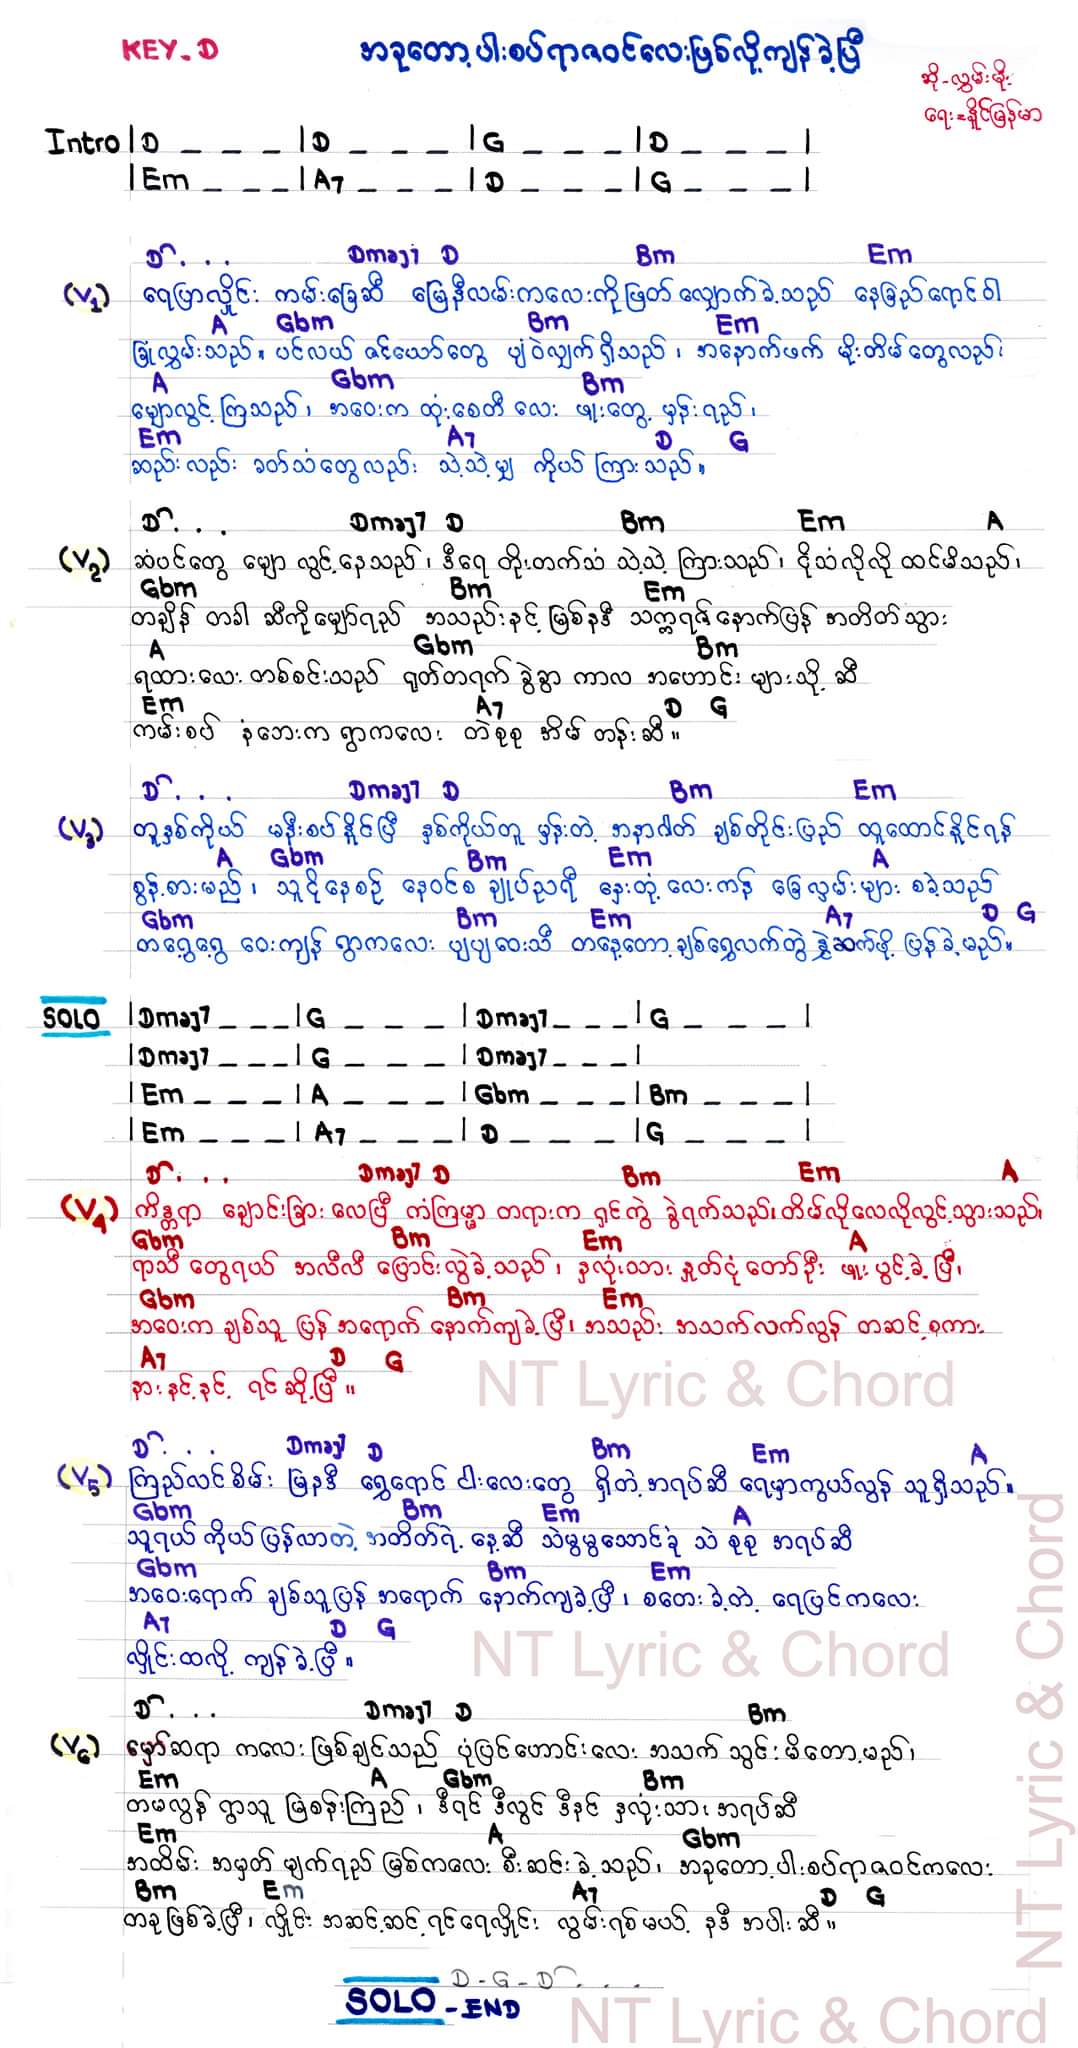 KEY-D
အခုတော့ပါးစပ်ရာဇဝင်လေးဖြစ်လို့ကျန်ခဲ့ပြီ
ဆို-လွှမ်းမိုး
ရေး=နိူင်မြန်မာ
Intro |D _ _ _ |D _ _ _ |G _ _ _ |D _ _ _ |
|Em _ _ _ |A7 _ _ _ |D _ _ _ |G _ _ _ |
D . . . Dmaj7 D Bm Em
(V1) ရေပြာလှိုင်း ကမ်းခြေဆီ မြေနီလမ်းကလေးကိုဖြတ် လျှောက်ခဲ့သည် နေခြည်ရောင်ဝါ
A Gbm Bm Em
ခြုံလွှမ်းသည်။ ပင်လယ် ဇင်ယော်တွေ ပျံဝဲလျှက်ရှိသည်၊ အနောက်ဖက် မိုးတိမ်တွေလည်း
A Gbm Bm
မျှောလွင့်ကြသည်၊ အဝေးက ထုံးစေတီ လေး ဖူးတွေ့ မှန်းရည်၊
Em A7 D G
ဆည်းလည်း ခတ်သံတွေလည်း သဲ့သဲ့မျှ ကိုယ်ကြားသည်။
D . . . Dmaj7 D Bm Em A
(V2) ဆံပင်တွေ မျှော လွင့်နေသည်၊ ဒီရေ တိုးတက်သံ သဲ့သဲ့ကြားသည်၊ ငိုသံလိုလို ထင်မိသည်၊
Gbm Bm Em
တချိန် တခါ ဆီကိုမျှော်ရည် အသည်းနှင့် မြစ်နဒီ သက္ကရဇ်နောက်ပြန် အတိတ်သွား
A Gbm Bm
ရထားလေး တစ်စင်းသည် ရုတ်တရက် ခွဲခွာ ကာလ အဟောင်း များသို့ ဆီ
Em A7 D G
ကမ်းစပ် နံဘေးက ရွာကလေး တဲစုစု အိမ် တန်းဆီ။
D . . . Dmaj7 D Bm Em
(V3) တူနှစ်ကိုယ် မနီးစပ်နိူင်ပြီ နှစ်ကိုယ်တူ မှန်းတဲ့ အနာဂါတ် ချစ်တိုင်းပြည် ထူထောင်နိူင်ရန်
A Gbm Bm Em A
စွန့်စားမည်၊ သူငိုနေစဉ် နေဝင်စ ချုပ်ညရီ နှေးတုံ့လေးကန် ခြေလှမ်းများ စခဲ့သည်
Gbm Bm Em A7 D G
တရွေ့ရွေ့ ဝေးကျန် ရွာကလေး ပျပျဝေးသီ တနေ့တော့ချစ်ရွှေလက်တွဲ နွှဲဆက်ဖို့ ပြန်ခဲ့မည်။
SOLO |Dmaj7 _ _ _ |G _ _ _ |Dmaj7 _ _ _ |G _ _ _ |
|Dmaj7 _ _ _ |G _ _ _ |Dmaj7 _ _ _ |
|Em _ _ _ |A _ _ _ |Gbm _ _ _ |Bm _ _ _ |
|Em _ _ _ |A7 _ _ _ |D _ _ _ |G _ _ _ |
D . . . Dmaj7 D Bm Em A
(V4) ကိန္တရာ ချောင်းခြား လေပြီ ကံကြမ္မာ တရားက ရှင်ကွဲ ခွဲရက်သည်၊ တိမ်လိုလေလိုလွင့်သွားသည်၊
Gbm Bm Em A
ရာသီ တွေရယ် အလီလီ ပြောင်းလွဲခဲ့သည်၊ နှလုံးသား နှုတ်ငုံ တော်ဦး ဖူး ပွင့်ခဲ့ပြီ၊
Gbm Bm Em
အဝေးက ချစ်သူ ပြန်အရောက် နောက်ကျခဲ့ပြီ၊ အသည်း အသက်လက်လွန် တဆင့်စကား
A7 D G
နားနှင့်နှင့် ရင်ဆို့ပြီ။
NT Lyric & Chord
D . . . Dmaj7 D Bm Em A
(V5) ကြည်လင်စိမ်း မြနဒီ ရွှေရောင် ငါးလေးတွေ ရှိတဲ့အရပ်ဆီ ရေမှာကွယ်လွန် သူရှိသည်။
Gbm Bm Em A
သူ့ရယ် ကိုယ်ပြန်လာတဲ့ အတိတ်ရဲ့နေ့ဆီ သဲမွမွသောင်ခုံ သဲ စုစု အရပ်ဆီ
Gbm Bm Em
အဝေးရောက် ချစ်သူပြန် အရောက် နောက်ကျခဲ့ပြီ၊ စတေးခဲ့တဲ့ ရေပြင်ကလေး
A7 D G
လှိုင်းထလို့ ကျန်ခဲ့ပြီ။
NT Lyric & Chord
NT Lyric & Chord
D . . . Dmaj7 D Bm
(V6) မှော်ဆရာ ကလေးဖြစ်ချင်သည် ပုံပြင်ဟောင်းလေး အသက် သွင်းမိတော့မည်၊
Em A Gbm Bm
တမလွန် ရွာသူ မြစန်းကြည်၊ ဒီရင် ဒီလွင် ဒီနှင် နှလုံးသား အရပ်ဆီ
Em A Gbm
အထိမ်း အမှတ် မျက်ရည် မြစ်ကလေး စီးဆင်းခဲ့သည်၊ အခုတော့ပါးစပ်ရာဇဝင်ကလေး
Bm Em A7 D G
တခုဖြစ်ခဲ့ပြီ၊ လှိုင်း အဆင့်ဆင့်ရင်ရေလှိုင်း လွမ်းရစ်မယ့် နဒီ အပါးဆီ။
D-G-D . . .
SOLO-END
NT Lyric & Chord